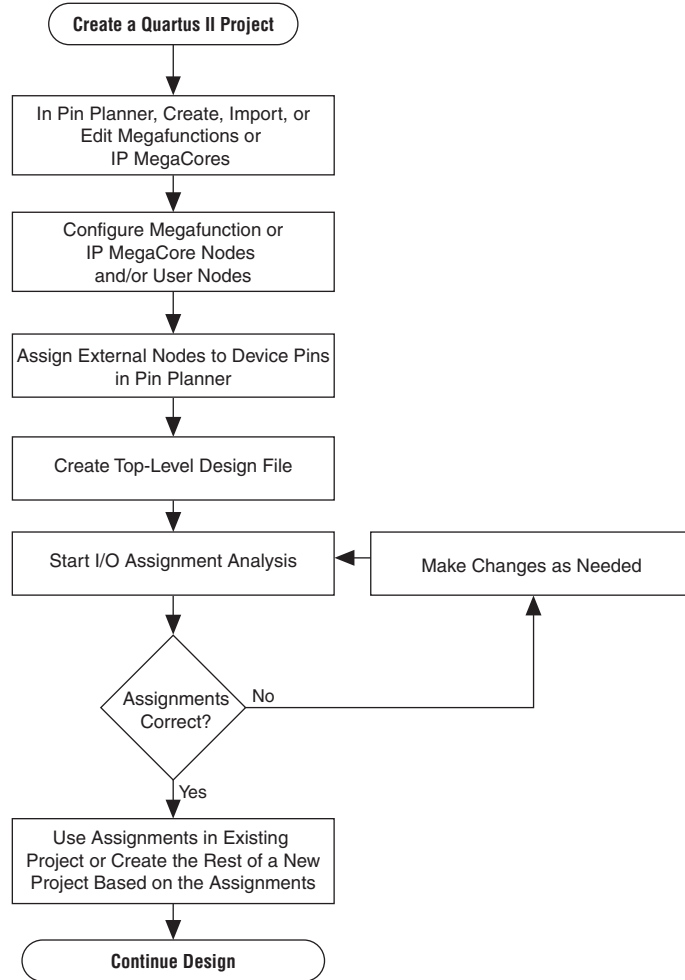 Create a Quartus II Project
In Pin Planner, Create, Import, or
Edit Megafunctions or
IP MegaCores
Configure Megafunction or
IP MegaCore Nodes
and/or User Nodes
Assign External Nodes to Device Pins
in Pin Planner
Create Top-Level Design File
Start I/O Assignment Analysis
Make Changes as Needed
Assignments
Correct?
No
Yes
Use Assignments in Existing
Project or Create the Rest of a New
Project Based on the Assignments
Continue Design